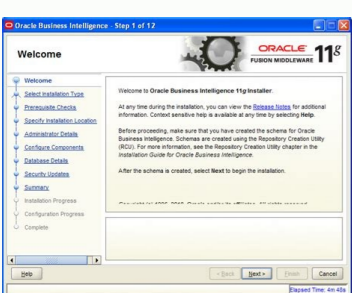 Oracle Business Intelligence - Step 1 of 12
Welcome
ORACLE
FUSION MIDDLEWARE
11g
Welcome
Select Installation Type
Prerequisite Checks
Specify Installation Location
Administrator Details
Configure Components
Database Details
Security Updates
Summary
Installation Progress
Configuration Progress
Complete
Welcome to Oracle Business Intelligence 11g Installer.
At any time during the installation, you can view the Release Notes for additional
information. Context sensitive help is available at any time by selecting Help.
Before proceeding, make sure that you have created the schema for Oracle
Business Intelligence. Schemas are created using the Repository Creation Utility
(RCU). For more information, see the Repository Creation Utility chapter in the
Installation Guide for Oracle Business Intelligence.
After the schema is created, select Next to begin the installation.
Help
< Back
Next >
Finish
Cancel
Elapsed Time: 4m 48s